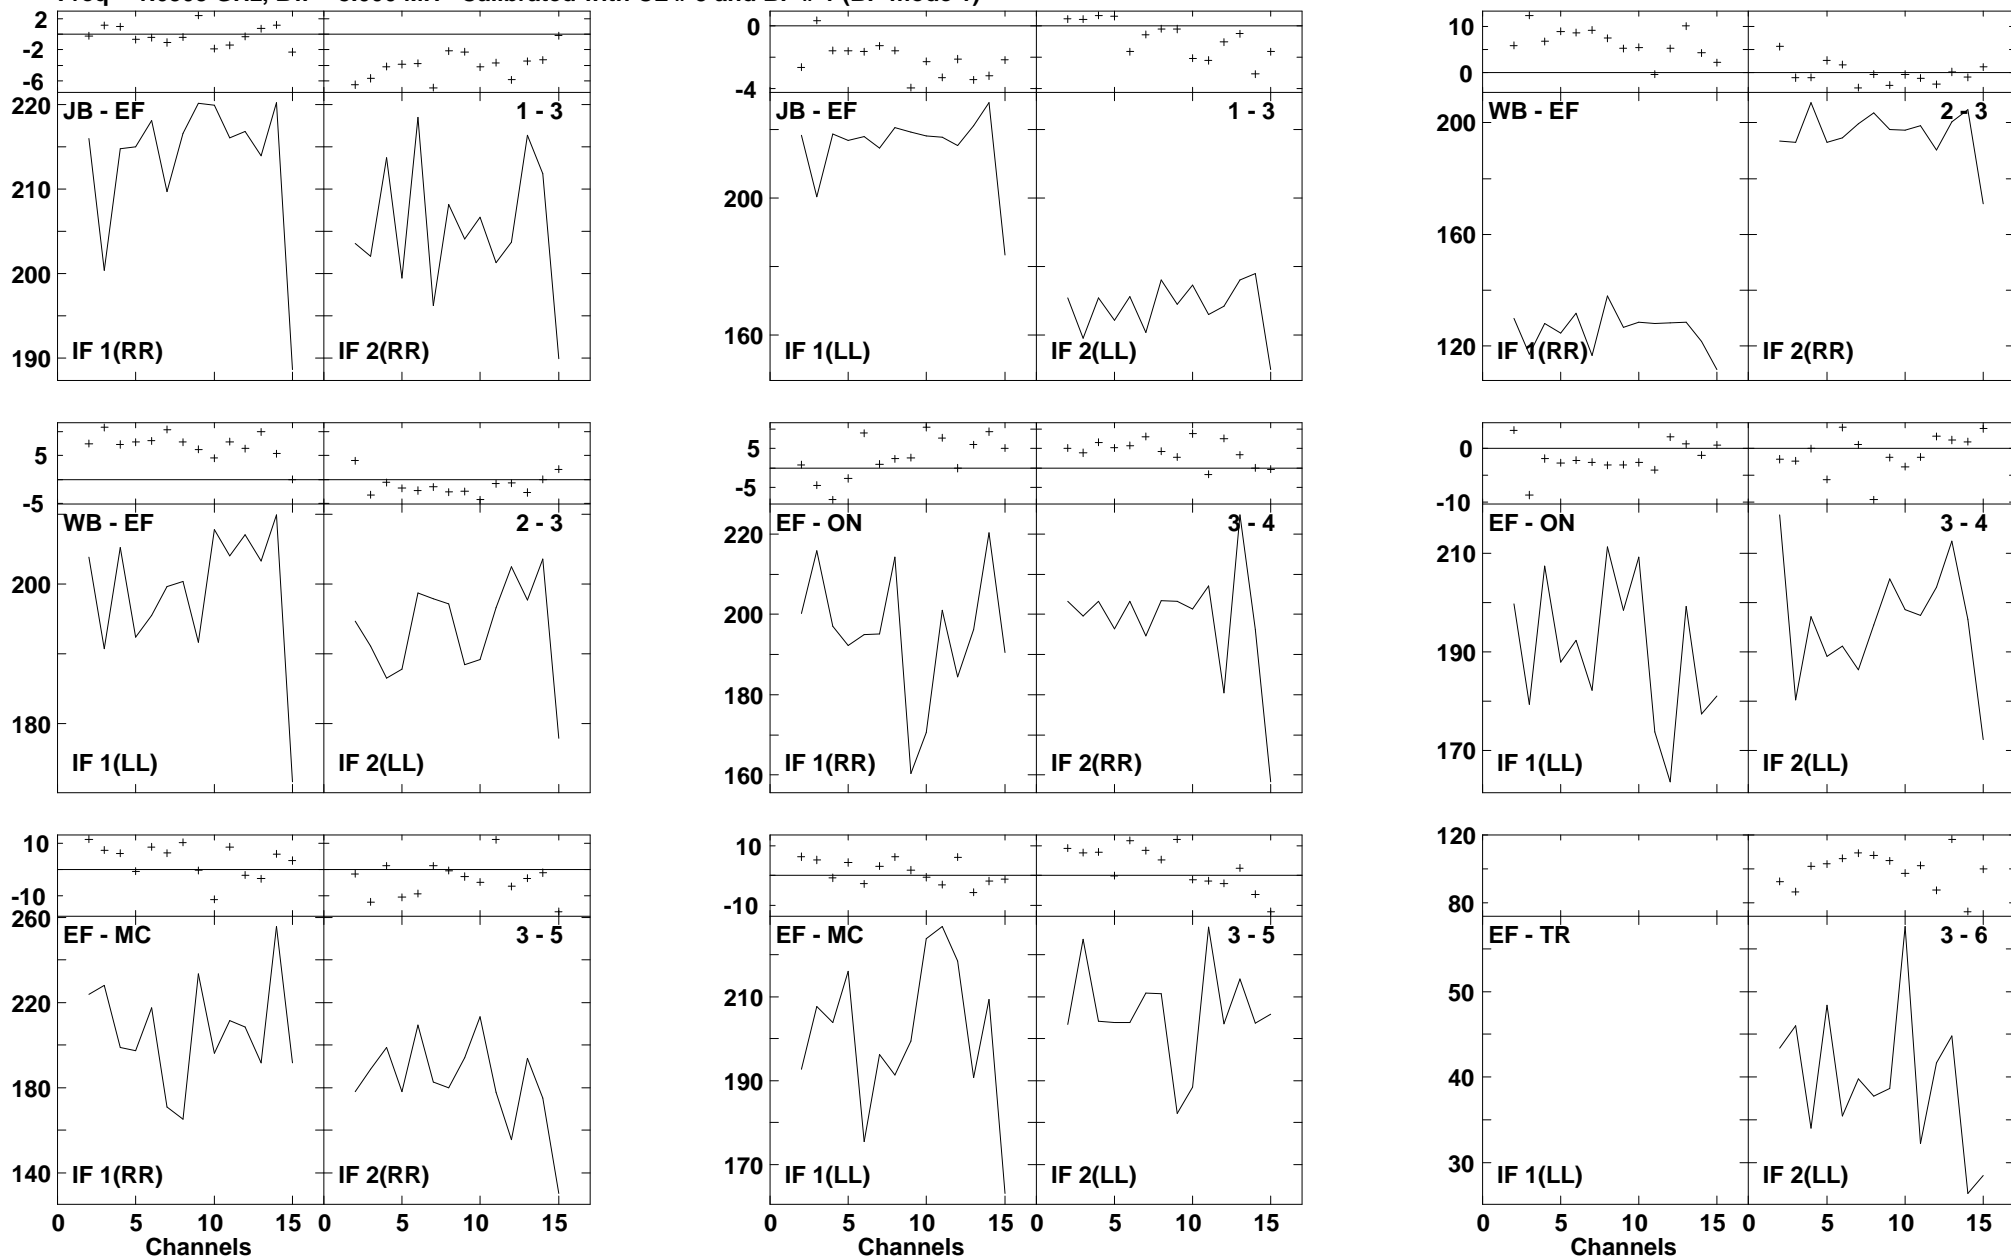 2
-2
-6
0
-4
10
0
220
210
200
190
JB - EF
1 - 3
IF 1(RR)
IF 2(RR)
200
160
JB - EF
1 - 3
IF 1(LL)
IF 2(LL)
200
160
120
WB - EF
2 - 3
IF 1(RR)
IF 2(RR)
5
-5
5
-5
0
-10
200
180
WB - EF
2 - 3
IF 1(LL)
IF 2(LL)
220
200
180
160
EF - ON
3 - 4
IF 1(RR)
IF 2(RR)
210
190
170
EF - ON
3 - 4
IF 1(LL)
IF 2(LL)
10
-10
10
-10
120
80
260
220
180
140
EF - MC
3 - 5
IF 1(RR)
IF 2(RR)
210
190
170
EF - MC
3 - 5
IF 1(LL)
IF 2(LL)
50
40
30
EF - TR
3 - 6
IF 1(LL)
IF 2(LL)
0 5 10 15 0 5 10 15
0 5 10 15 0 5 10 15
0 5 10 15 0 5 10 15
Channels
Channels
Channels